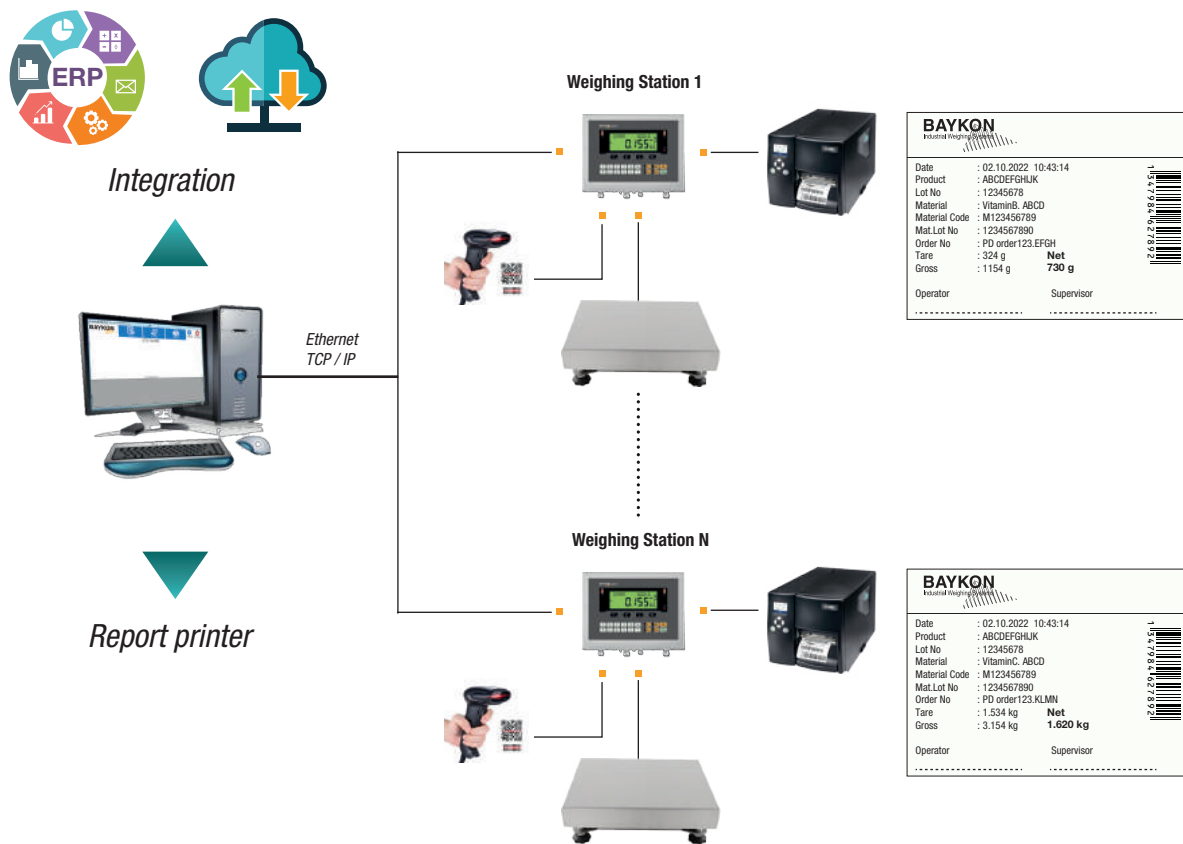 ERP
Integration
BAYKON
Ethernet
TCP / IP
Report printer
Weighing Station 1
0.155
BAYKON
Industrial Weighing Systems
Date : 02.10.2022 10:43:14
Product : ABCDEFGHIJK
Lot No : 12345678
Material : VitaminB. ABCD
Material Code : M123456789
Mat.Lot No : 1234567890
Order No : PD order123.EFGH
Tare : 324 g Net
Gross : 1154 g 730 g
Operator Supervisor
1347984627892
Weighing Station N
0.155
BAYKON
Industrial Weighing Systems
Date : 02.10.2022 10:43:14
Product : ABCDEFGHIJK
Lot No : 12345678
Material : VitaminC. ABCD
Material Code : M123456789
Mat.Lot No : 1234567890
Order No : PD order123.KLMN
Tare : 1.534 kg Net
Gross : 3.154 kg 1.620 kg
Operator Supervisor
1347984627892